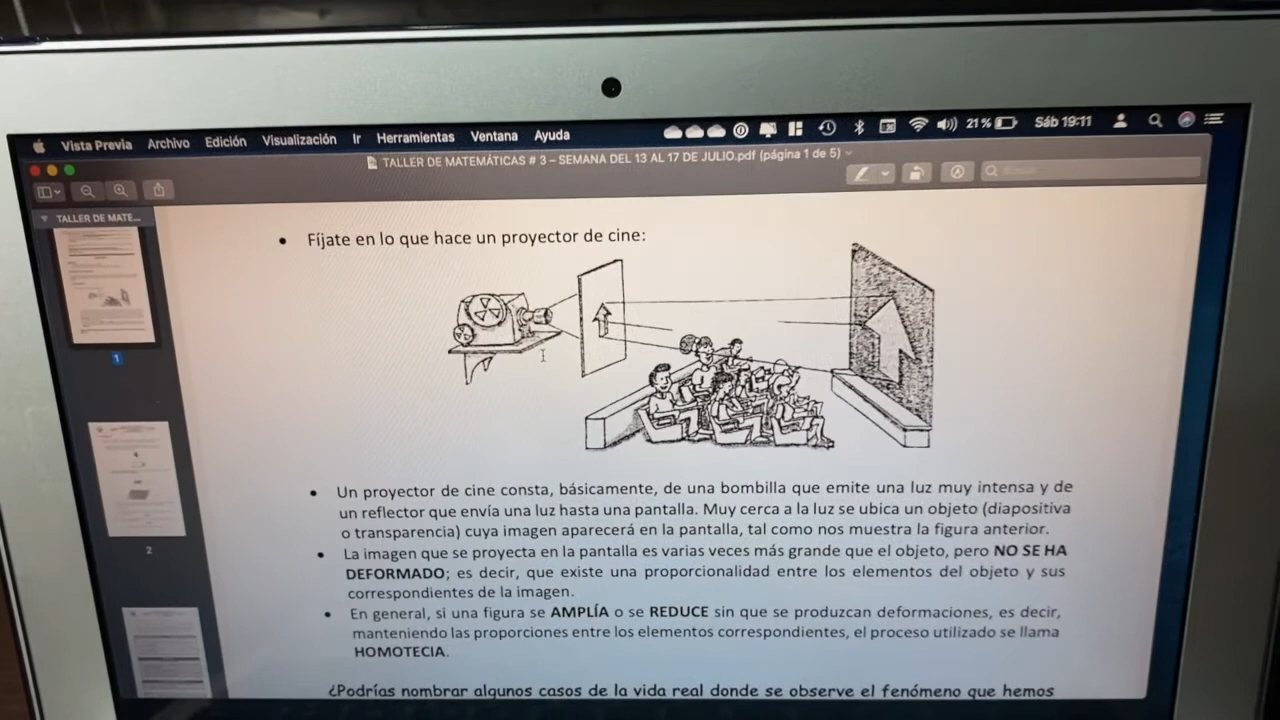 Vista Previa Archivo Edición Visualización Ir Herramientas Ventana Ayuda 21 % Sáb 19:11
TALLER DE MATEMÁTICAS # 3 – SEMANA DEL 13 AL 17 DE JULIO.pdf (página 1 de 5)
TALLER DE MATE...
1
2
• Fíjate en lo que hace un proyector de cine:
• Un proyector de cine consta, básicamente, de una bombilla que emite una luz muy intensa y de
un reflector que envía una luz hasta una pantalla. Muy cerca a la luz se ubica un objeto (diapositiva
o transparencia) cuya imagen aparecerá en la pantalla, tal como nos muestra la figura anterior.
• La imagen que se proyecta en la pantalla es varias veces más grande que el objeto, pero NO SE HA
DEFORMADO; es decir, que existe una proporcionalidad entre los elementos del objeto y sus
correspondientes de la imagen.
• En general, si una figura se AMPLÍA o se REDUCE sin que se produzcan deformaciones, es decir,
manteniendo las proporciones entre los elementos correspondientes, el proceso utilizado se llama
HOMOTECIA.
¿Podrías nombrar algunos casos de la vida real donde se observe el fenómeno que hemos